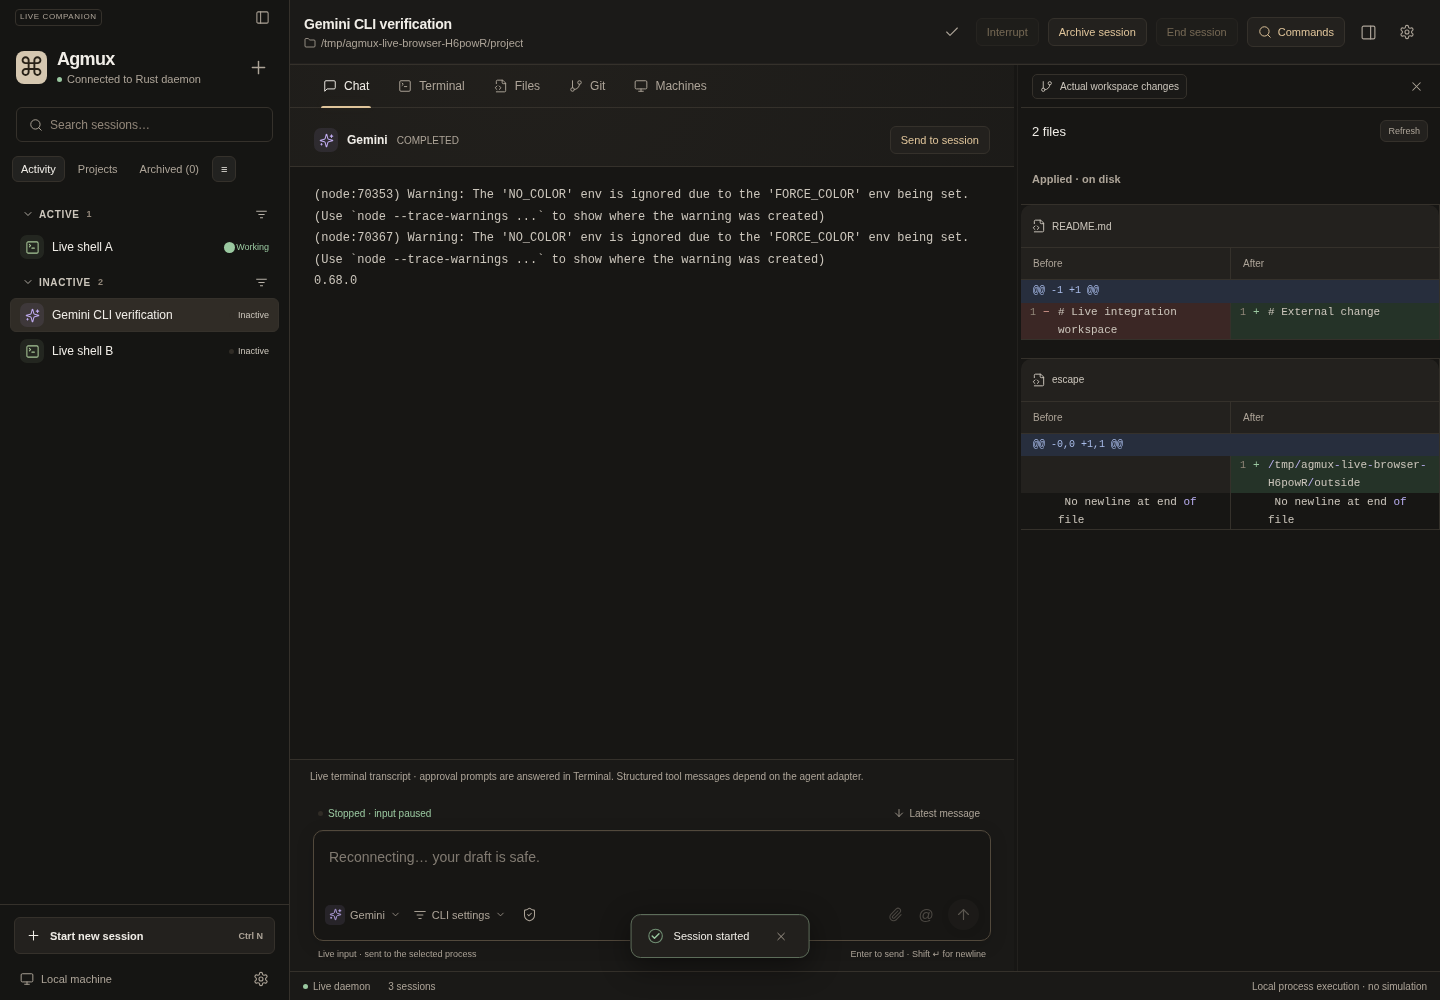 LIVE COMPANION
Agmux
Connected to Rust daemon
Search sessions…
Activity
Projects
Archived (0)
≡
ACTIVE 1
Live shell A
Working
INACTIVE 2
Gemini CLI verification
Inactive
Live shell B
Inactive
Start new session
Ctrl N
Local machine
Gemini CLI verification
/tmp/agmux-live-browser-H6powR/project
Interrupt
Archive session
End session
Commands
Chat
Terminal
Files
Git
Machines
Gemini COMPLETED
Send to session
(node:70353) Warning: The 'NO_COLOR' env is ignored due to the 'FORCE_COLOR' env being set.
(Use `node --trace-warnings ...` to show where the warning was created)
(node:70367) Warning: The 'NO_COLOR' env is ignored due to the 'FORCE_COLOR' env being set.
(Use `node --trace-warnings ...` to show where the warning was created)
0.68.0
Live terminal transcript · approval prompts are answered in Terminal. Structured tool messages depend on the agent adapter.
Stopped · input paused
Latest message
Reconnecting… your draft is safe.
Gemini
CLI settings
@
Session started
Live input · sent to the selected process
Enter to send · Shift ↵ for newline
Actual workspace changes
2 files
Refresh
Applied · on disk
README.md
Before
After
@@ -1 +1 @@
1 − # Live integration
workspace
1 + # External change
escape
Before
After
@@ -0,0 +1,1 @@
1 + /tmp/agmux-live-browser-
H6powR/outside
No newline at end of
file
No newline at end of
file
Live daemon
3 sessions
Local process execution · no simulation